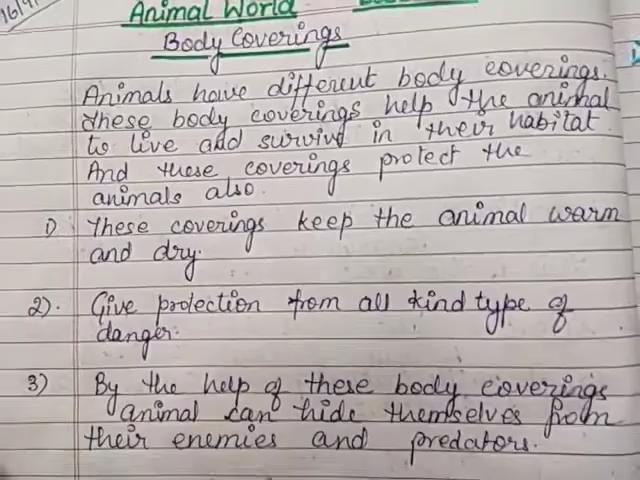 Animal World
Body Coverings
Animals have different body coverings.
these body coverings help the animal
to live and survive in their habitat.
And these coverings protect the
animals also.
1) These coverings keep the animal warm
and dry.
2). Give protection from all kind type of
danger.
3) By the help of these body coverings
animal can hide themselves from
their enemies and predators.